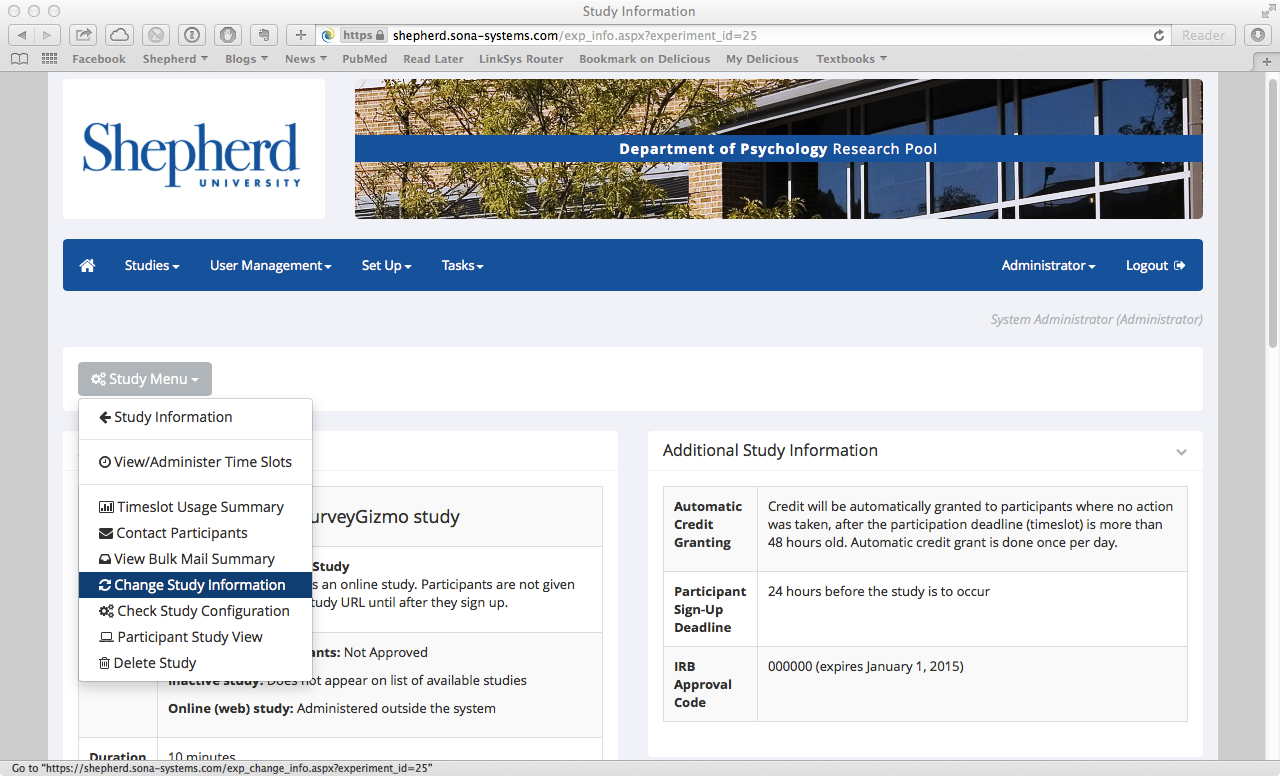 Study Information
https shepherd.sona-systems.com/exp_info.aspx?experiment_id=25 Reader
Facebook Shepherd Blogs News PubMed Read Later LinkSys Router Bookmark on Delicious My Delicious Textbooks
Shepherd
UNIVERSITY
Department of Psychology Research Pool
Studies User Management Set Up Tasks Administrator Logout
System Administrator (Administrator)
Study Menu
Study Information
View/Administer Time Slots
Timeslot Usage Summary
Contact Participants
View Bulk Mail Summary
Change Study Information
Check Study Configuration
Participant Study View
Delete Study
urveyGizmo study
Study
s an online study. Participants are not given
tudy URL until after they sign up.
ants: Not Approved
Inactive study: Does not appear on list of available studies
Online (web) study: Administered outside the system
Duration 10 minutes
Additional Study Information
Automatic
Credit
Granting
Credit will be automatically granted to participants where no action
was taken, after the participation deadline (timeslot) is more than
48 hours old. Automatic credit grant is done once per day.
Participant
Sign-Up
Deadline
24 hours before the study is to occur
IRB
Approval
Code
000000 (expires January 1, 2015)
Go to "https://shepherd.sona-systems.com/exp_change_info.aspx?experiment_id=25"